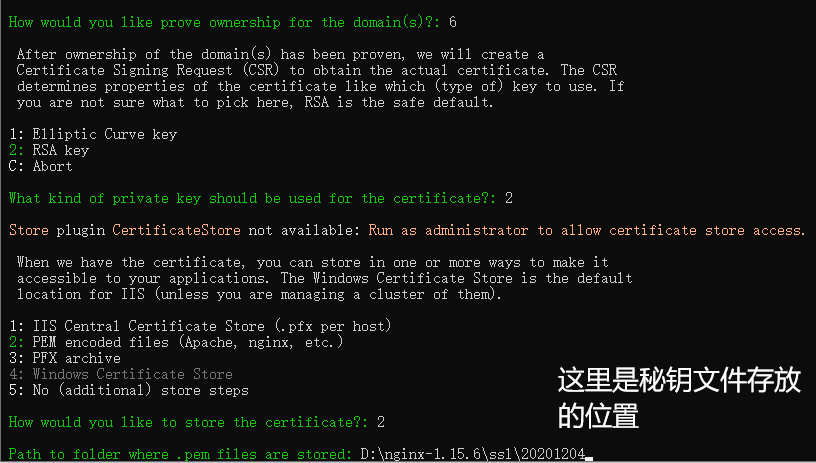 How would you like prove ownership for the domain(s)?: 6
After ownership of the domain(s) has been proven, we will create a
Certificate Signing Request (CSR) to obtain the actual certificate. The CSR
determines properties of the certificate like which (type of) key to use. If
you are not sure what to pick here, RSA is the safe default.
1: Elliptic Curve key
2: RSA key
C: Abort
What kind of private key should be used for the certificate?: 2
Store plugin CertificateStore not available: Run as administrator to allow certificate store access.
When we have the certificate, you can store in one or more ways to make it
accessible to your applications. The Windows Certificate Store is the default
location for IIS (unless you are managing a cluster of them).
1: IIS Central Certificate Store (.pfx per host)
2: PEM encoded files (Apache, nginx, etc.)
3: PFX archive
4: Windows Certificate Store
5: No (additional) store steps
How would you like to store the certificate?: 2
Path to folder where .pem files are stored: D:\nginx-1.15.6\ssl\20201204
这里是秘钥文件存放
的位置